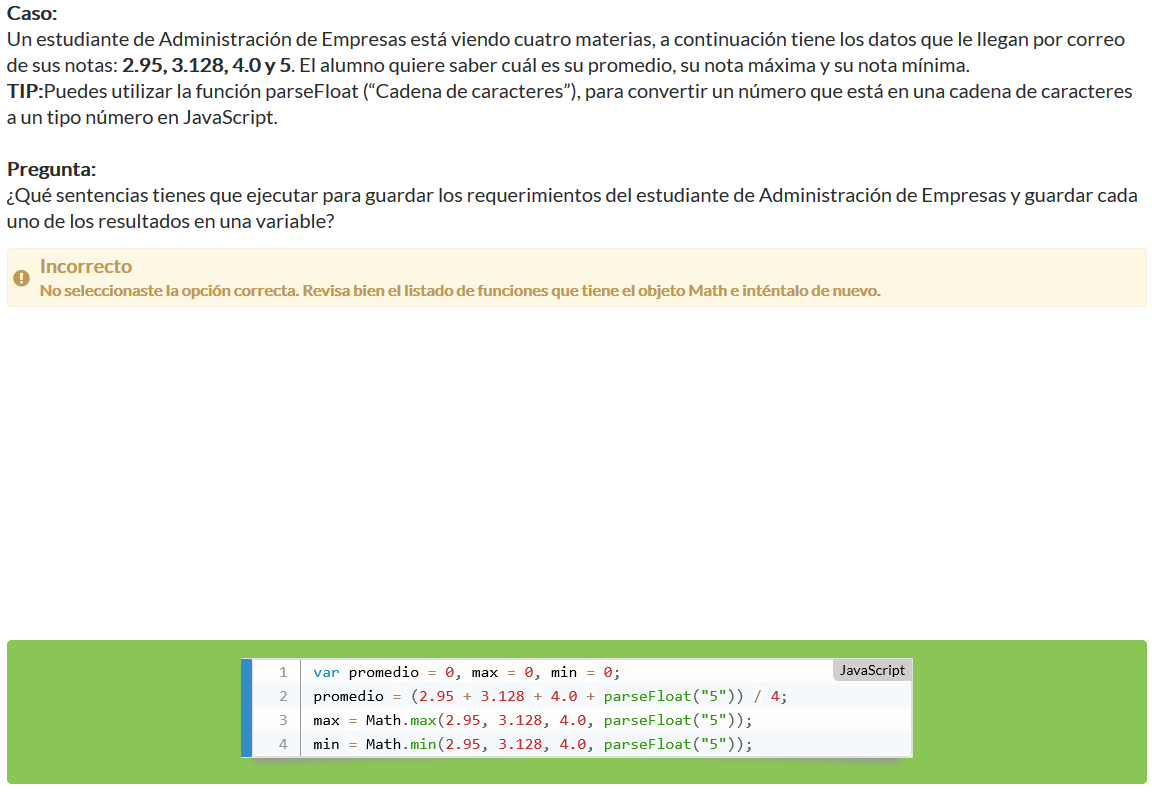 Caso:
Un estudiante de Administración de Empresas está viendo cuatro materias, a continuación tiene los datos que le llegan por correo
de sus notas: 2.95, 3.128, 4.0 y 5. El alumno quiere saber cuál es su promedio, su nota máxima y su nota mínima.
TIP:Puedes utilizar la función parseFloat (“Cadena de caracteres”), para convertir un número que está en una cadena de caracteres
a un tipo número en JavaScript.
Pregunta:
¿Qué sentencias tienes que ejecutar para guardar los requerimientos del estudiante de Administración de Empresas y guardar cada
uno de los resultados en una variable?
Incorrecto
No seleccionaste la opción correcta. Revisa bien el listado de funciones que tiene el objeto Math e inténtalo de nuevo.
JavaScript
1 var promedio = 0, max = 0, min = 0;
2 promedio = (2.95 + 3.128 + 4.0 + parseFloat("5")) / 4;
3 max = Math.max(2.95, 3.128, 4.0, parseFloat("5"));
4 min = Math.min(2.95, 3.128, 4.0, parseFloat("5"));